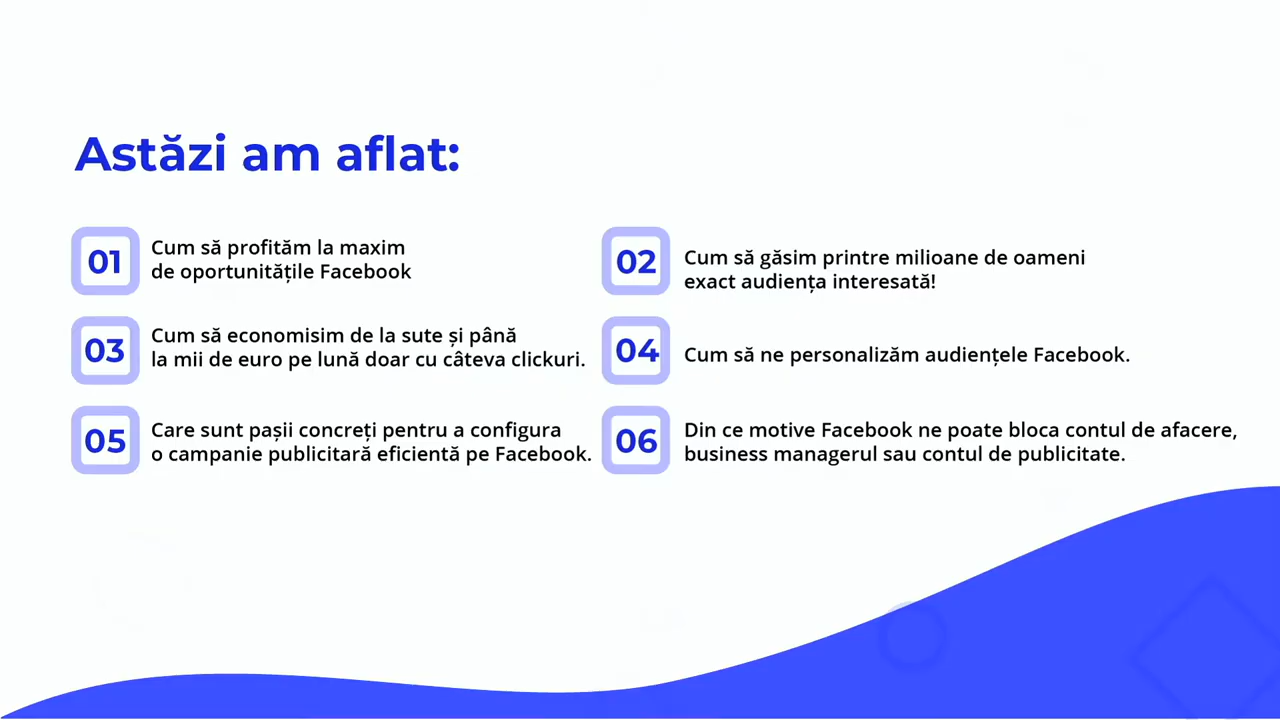 Astăzi am aflat:
01
Cum să profităm la maxim
de oportunitățile Facebook
02
Cum să găsim printre milioane de oameni
exact audiența interesată!
03
Cum să economisim de la sute și până
la mii de euro pe lună doar cu câteva clickuri.
04
Cum să ne personalizăm audiențele Facebook.
05
Care sunt pașii concreți pentru a configura
o campanie publicitară eficientă pe Facebook.
06
Din ce motive Facebook ne poate bloca contul de afacere,
business managerul sau contul de publicitate.